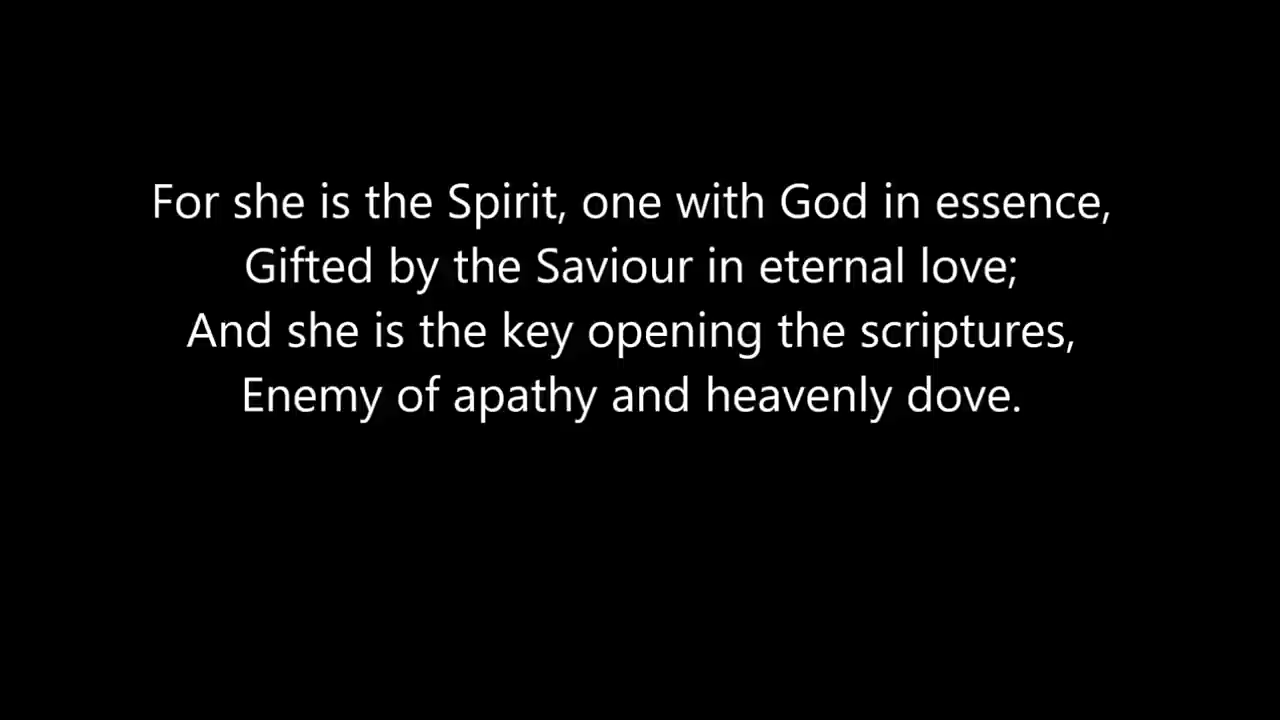 For she is the Spirit, one with God in essence,
Gifted by the Saviour in eternal love;
And she is the key opening the scriptures,
Enemy of apathy and heavenly dove.